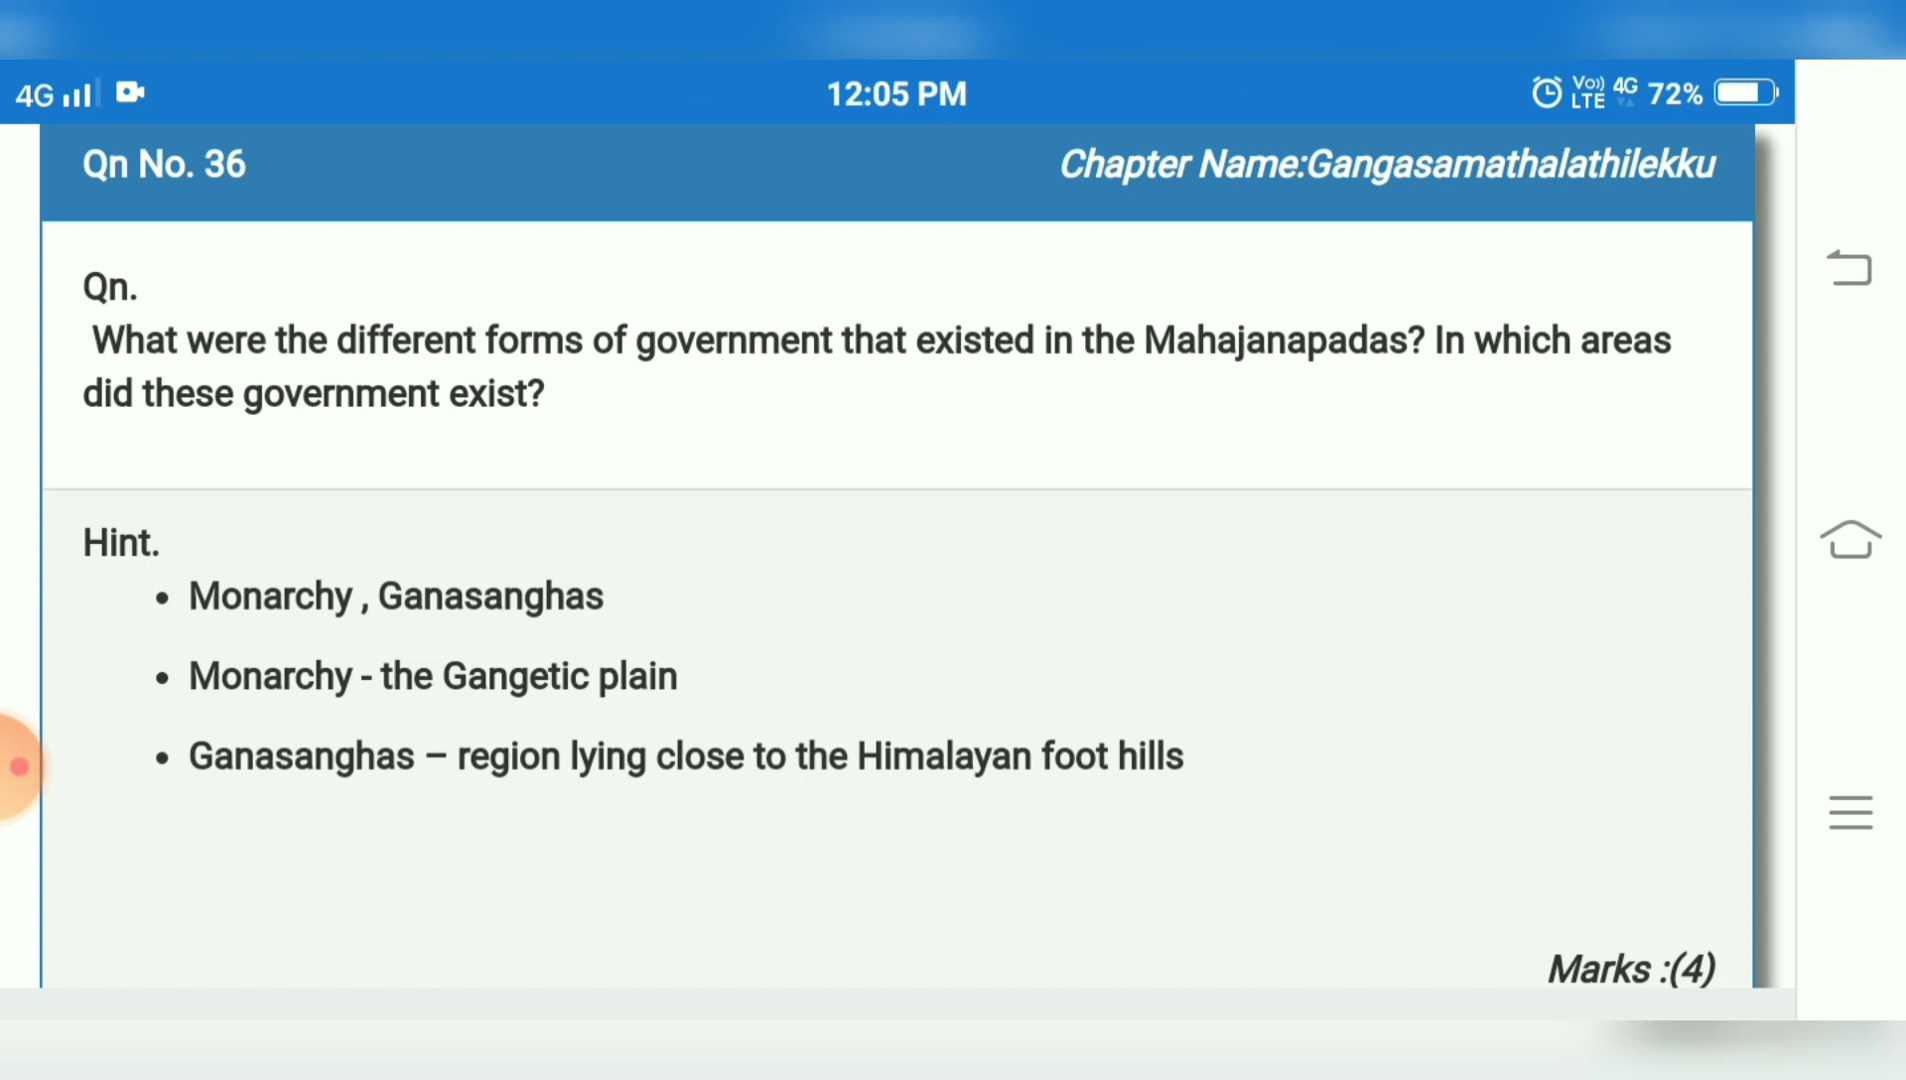 4G 12:05 PM Vo)) LTE 4G 72%
Qn No. 36 Chapter Name:Gangasamathalathilekku
Qn.
What were the different forms of government that existed in the Mahajanapadas? In which areas
did these government exist?
Hint.
• Monarchy , Ganasanghas
• Monarchy - the Gangetic plain
• Ganasanghas – region lying close to the Himalayan foot hills
Marks :(4)